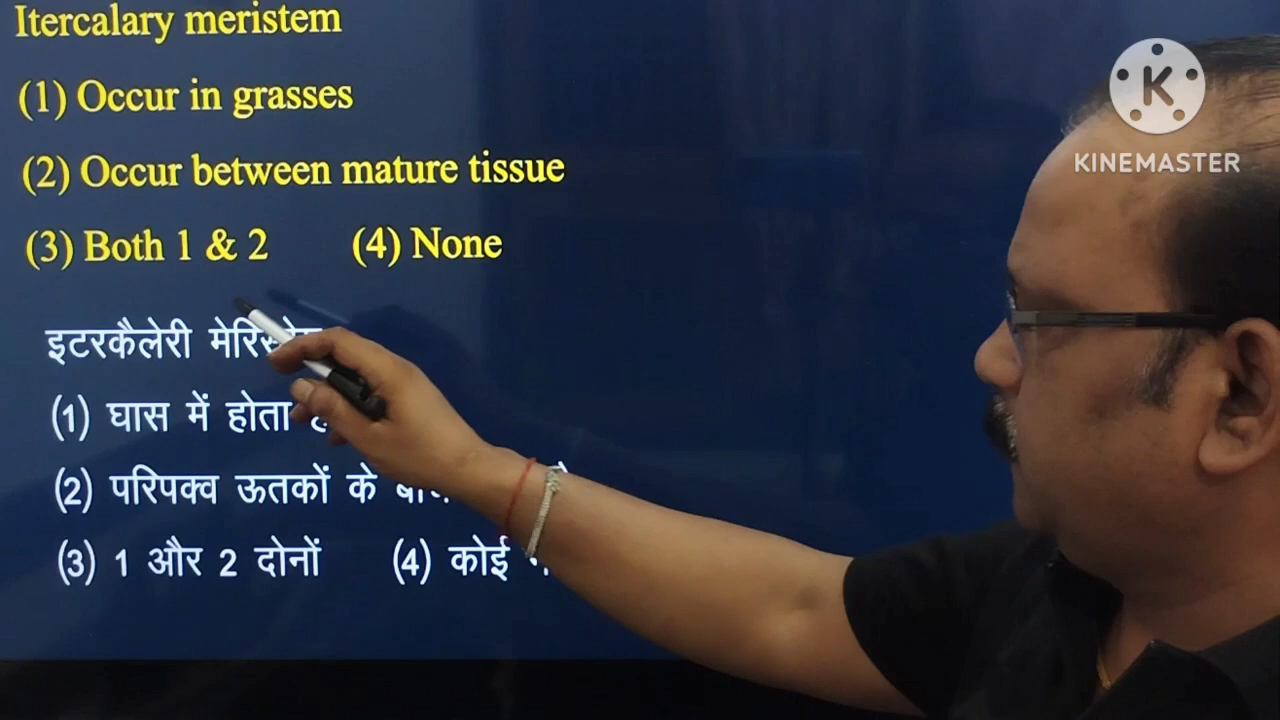 Itercalary meristem
(1) Occur in grasses
(2) Occur between mature tissue
(3) Both 1 & 2 (4) None
इटरकैलेरी
(1) घास में होता
(2) परिपक्व ऊतकों के
(3) 1 और 2 दोनों (4) कोई
K
KINEMASTER